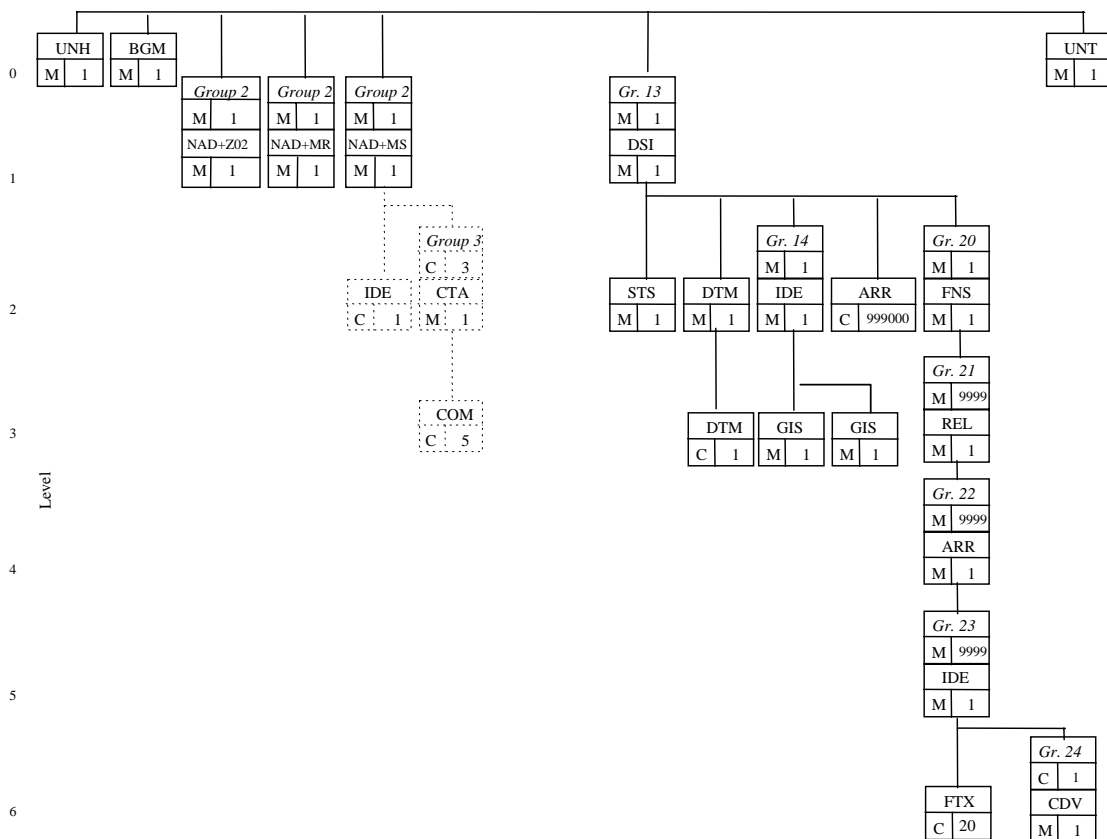 UNH BGM UNT
0 M 1 M 1 M 1
Group 2 Group 2 Group 2 Gr. 13
M 1 M 1 M 1 M 1
NAD+Z02 NAD+MR NAD+MS DSI
1 M 1 M 1 M 1 M 1
Group 3 Gr. 14 Gr. 20
C 3 M 1 M 1
IDE CTA STS DTM IDE ARR FNS
2 C 1 M 1 M 1 M 1 M 1 C 999000 M 1
Gr. 21
M 9999
COM DTM GIS GIS REL
3 C 5 C 1 M 1 M 1 M 1
Level
Gr. 22
M 9999
ARR
4 M 1
Gr. 23
M 9999
IDE
5 M 1
Gr. 24
C 1
FTX CDV
6 C 20 M 1